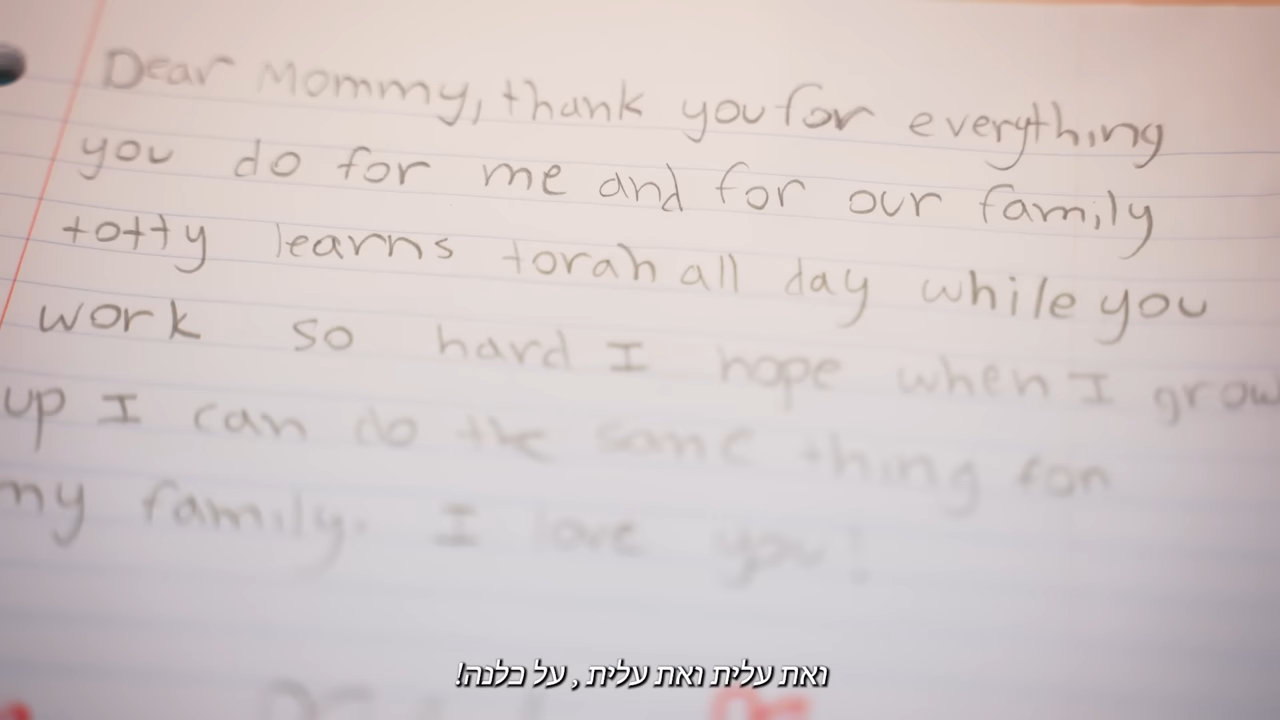 Dear Mommy, thank you for everything
you do for me and for our family
totty learns torah all day while you
work so hard I hope when I grow
up I can do the same thing for
my family. I love you!
ואת עלית ואת עלית, על כלנה!